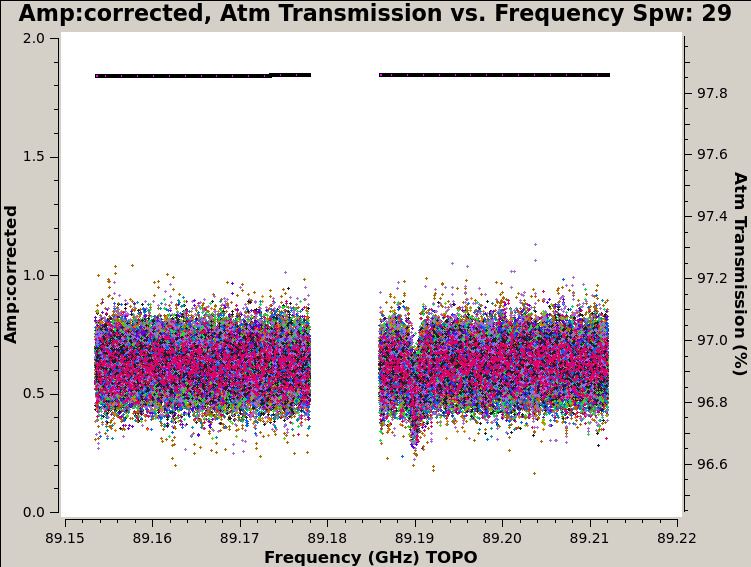 Amp:corrected, Atm Transmission vs. Frequency Spw: 29
2.0
1.5
1.0
0.5
0.0
Amp:corrected
97.8
97.6
97.4
97.2
97.0
96.8
96.6
Atm Transmission (%)
89.15 89.16 89.17 89.18 89.19 89.20 89.21 89.22
Frequency (GHz) TOPO